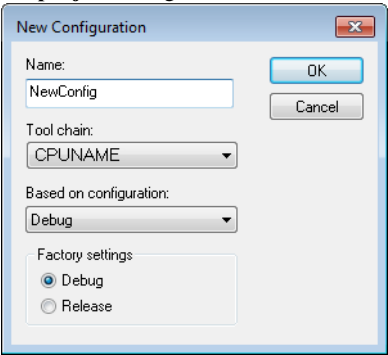 New Configuration
Name:
OK
NewConfig
Cancel
Tool chain:
CPUNAME
Based on configuration:
Debug
Factory settings
Debug
Release